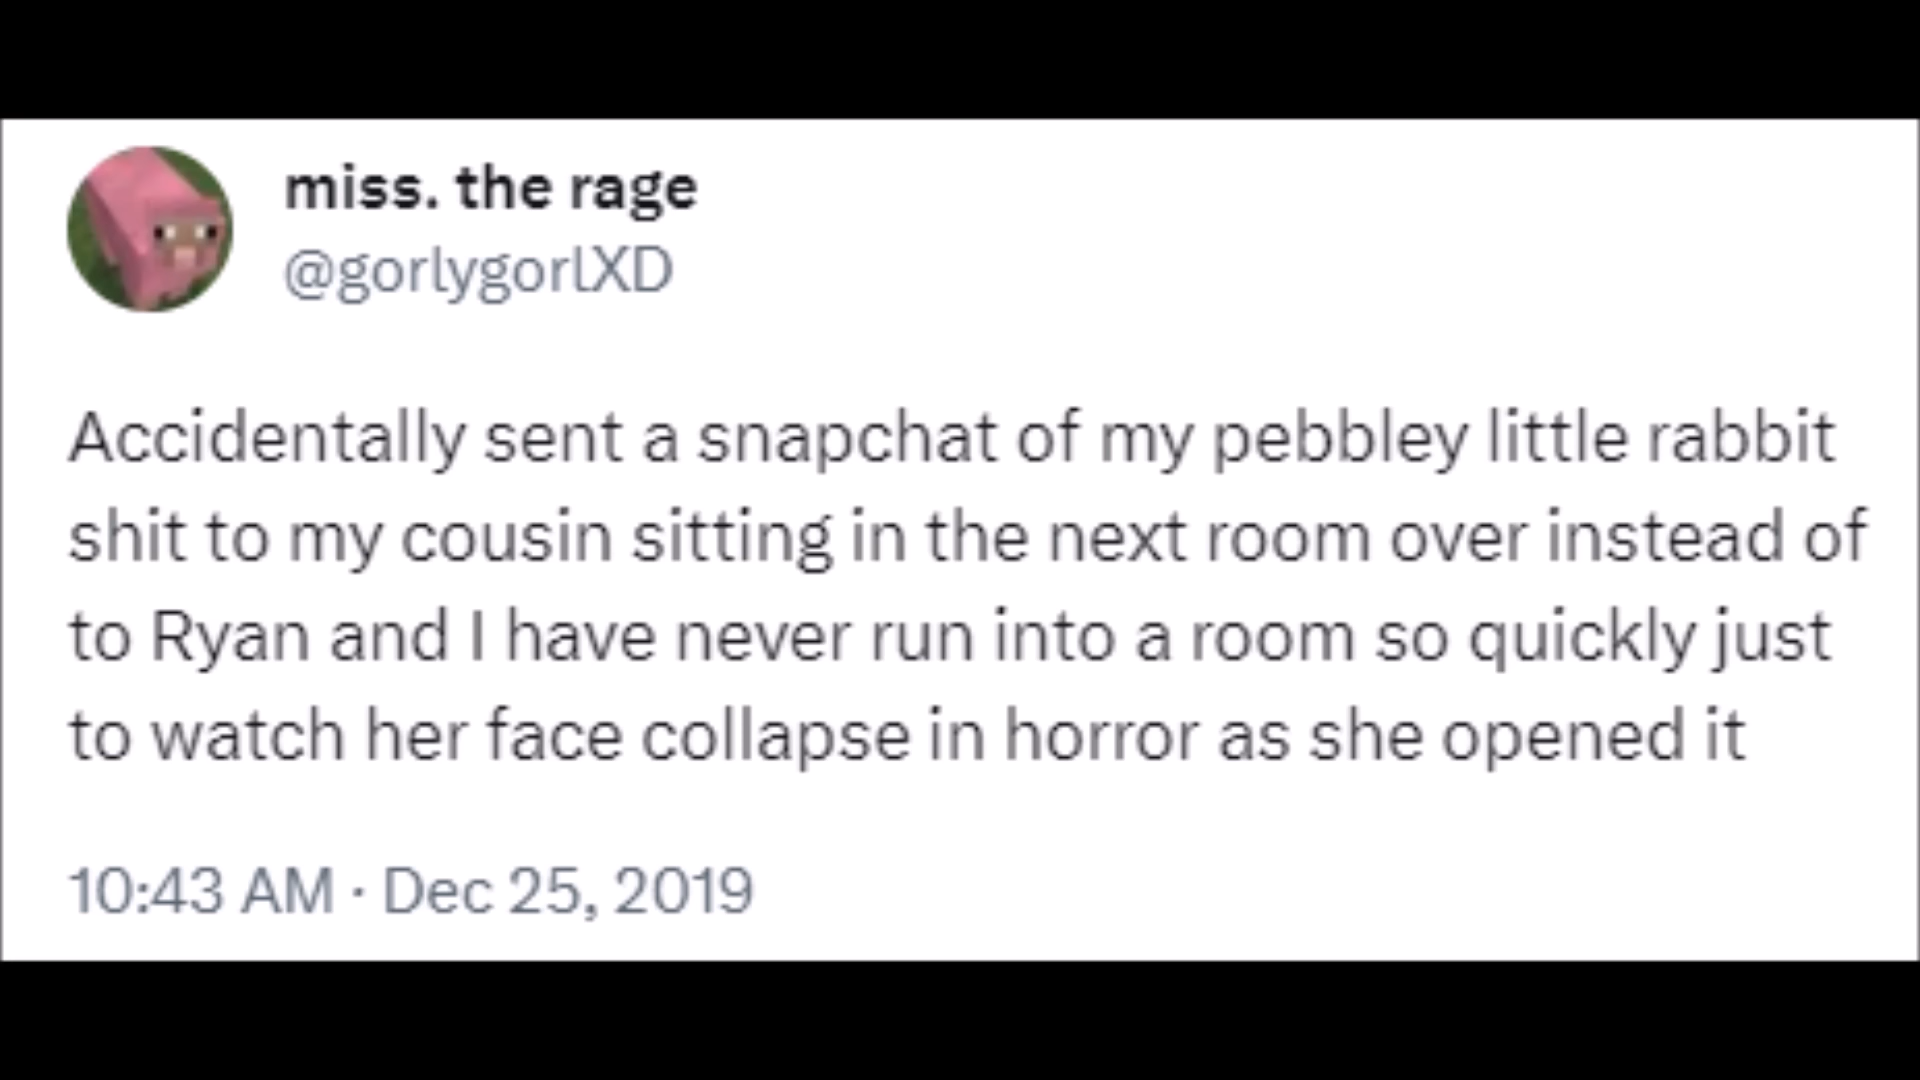 miss. the rage
@gorlygorlXD
Accidentally sent a snapchat of my pebbley little rabbit
shit to my cousin sitting in the next room over instead of
to Ryan and I have never run into a room so quickly just
to watch her face collapse in horror as she opened it
10:43 AM · Dec 25, 2019